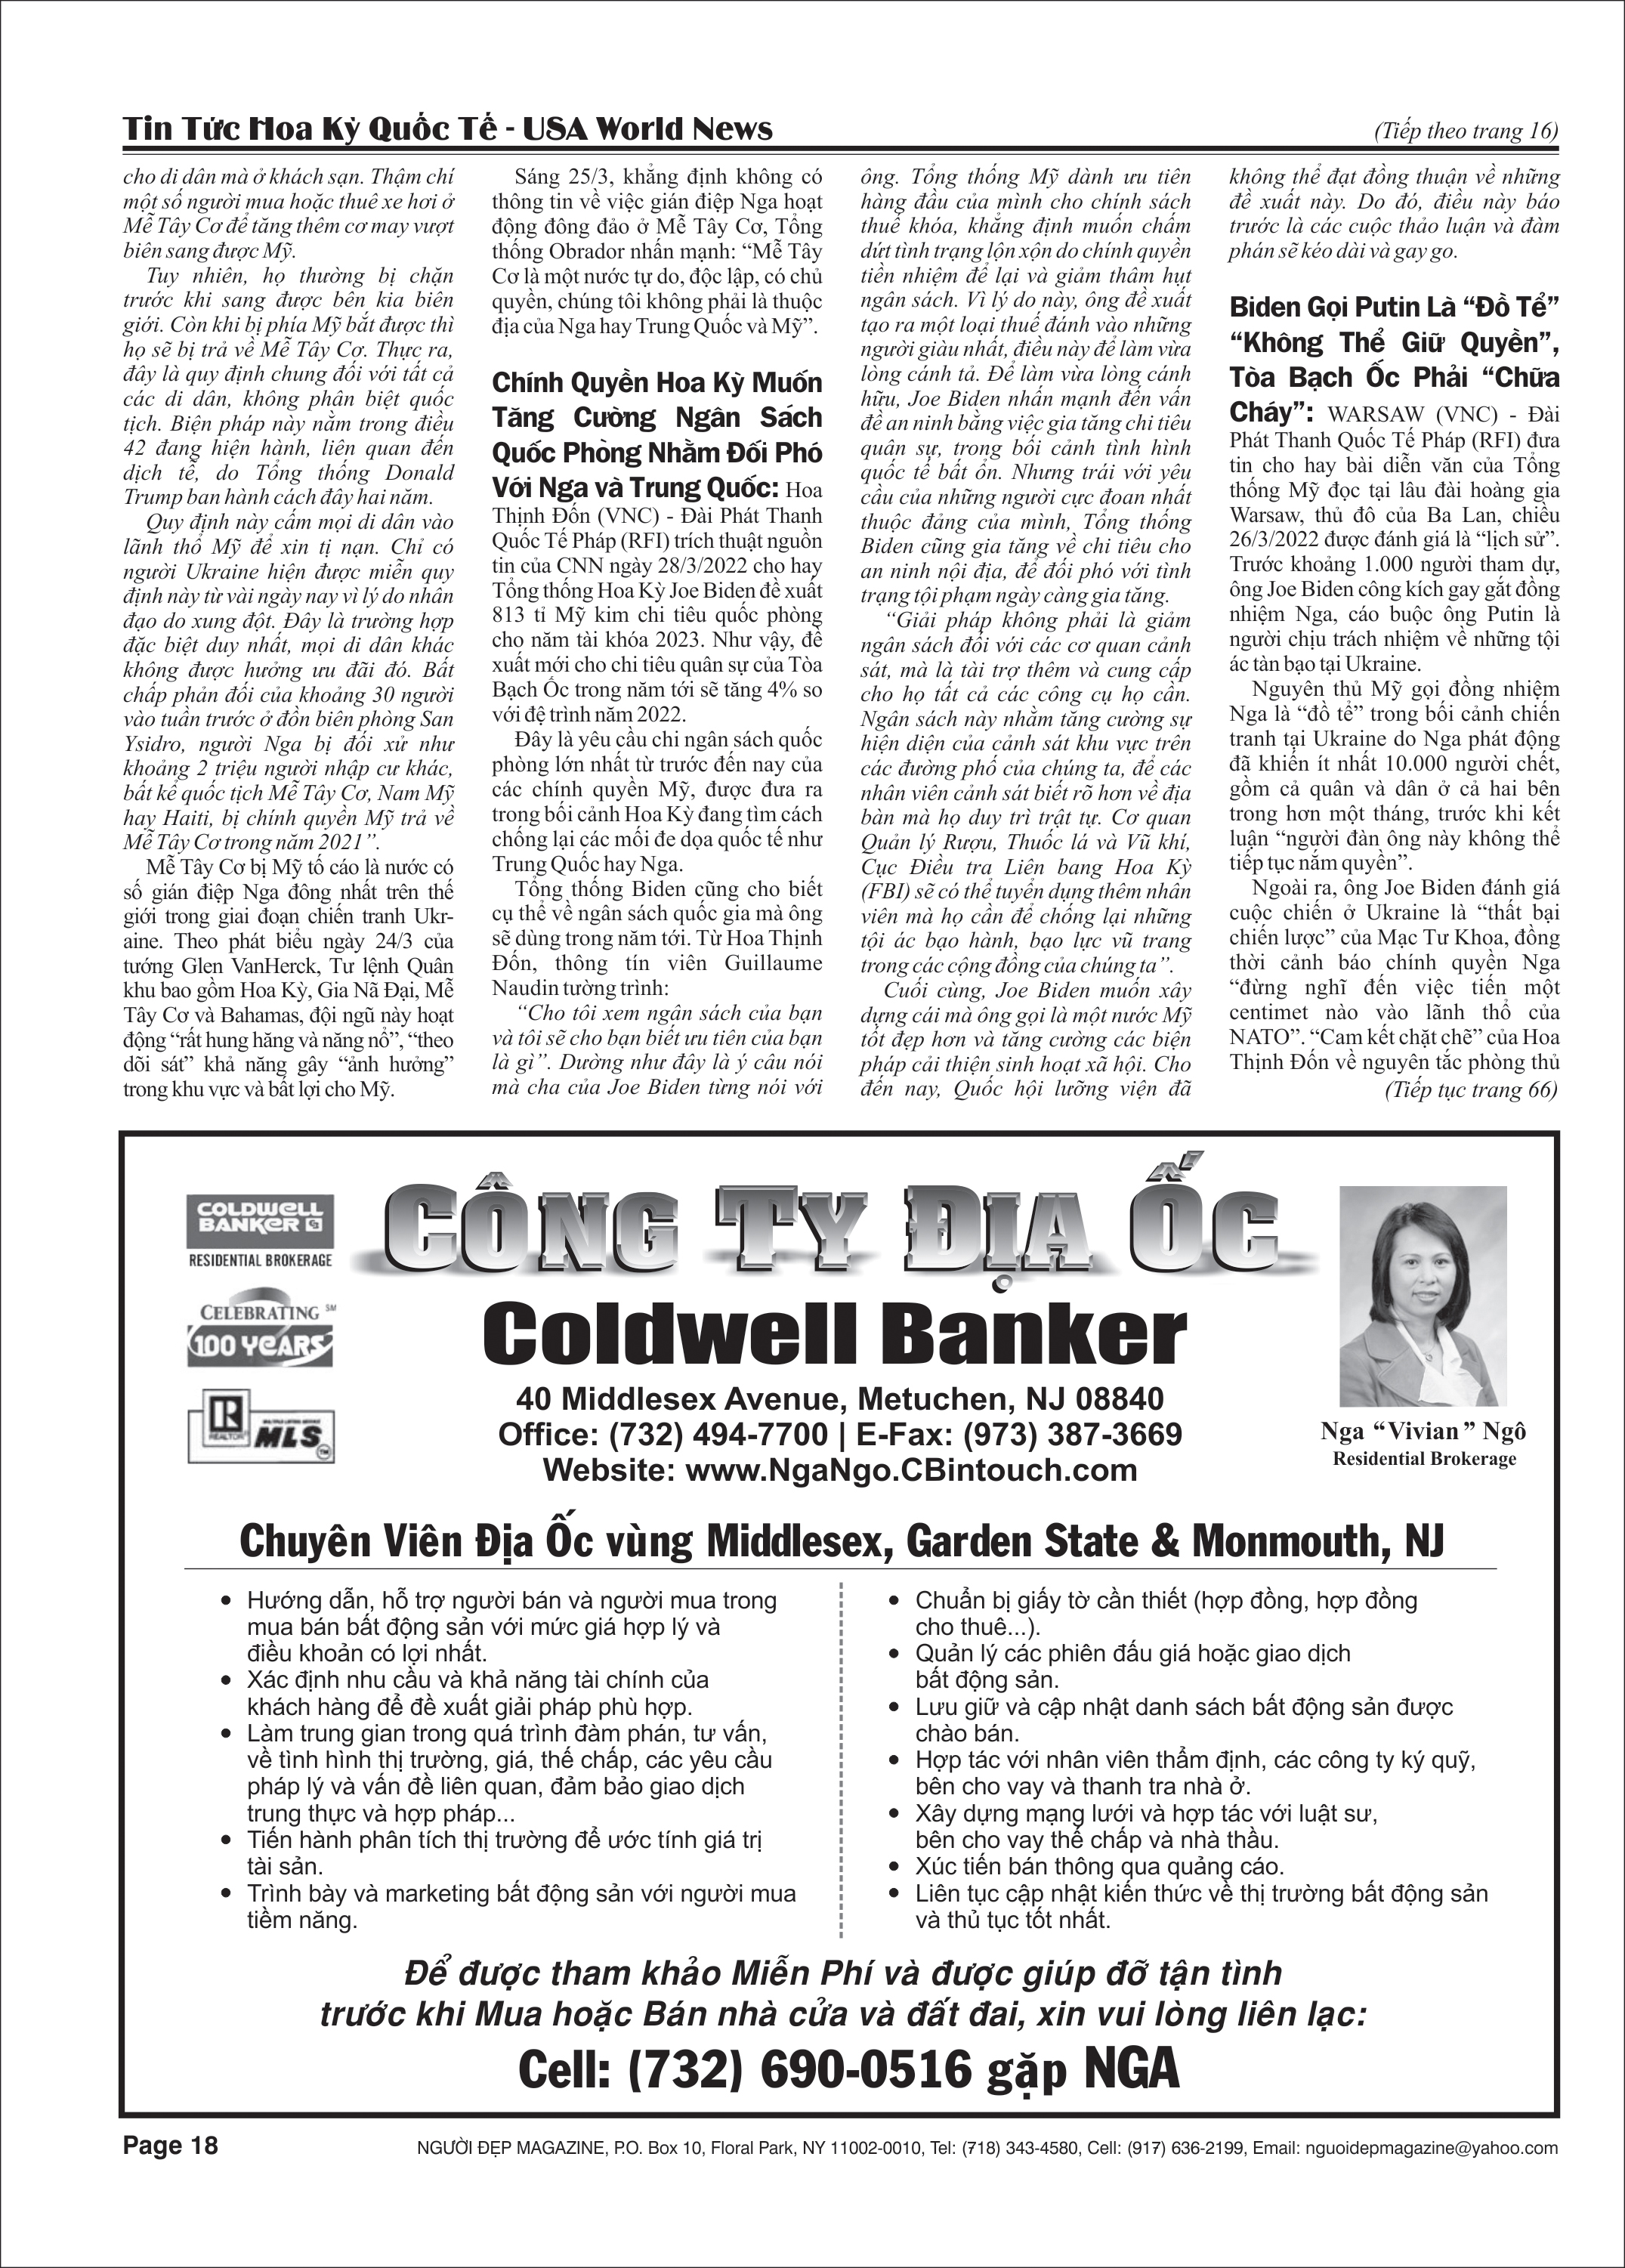 Tin Tức Hoa Kỳ Quốc Tế - USA World News
(Tiếp theo trang 16)
cho di dân mà ở khách sạn. Thậm chí
một số người mua hoặc thuê xe hơi ở
Mễ Tây Cơ để tăng thêm cơ may vượt
biên sang được Mỹ.
Tuy nhiên, họ thường bị chặn
trước khi sang được bên kia biên
giới. Còn khi bị phía Mỹ bắt được thì
họ sẽ bị trả về Mễ Tây Cơ. Thực ra,
đây là quy định chung đối với tất cả
các di dân, không phân biệt quốc
tịch. Biện pháp này nằm trong điều
42 đang hiện hành, liên quan đến
dịch tễ, do Tổng thống Donald
Trump ban hành cách đây hai năm.
Quy định này cấm mọi di dân vào
lãnh thổ Mỹ để xin tị nạn. Chỉ có
người Ukraine hiện được miễn quy
định này từ vài ngày nay vì lý do nhân
đạo do xung đột. Đây là trường hợp
đặc biệt duy nhất, mọi di dân khác
không được hưởng ưu đãi đó. Bất
chấp phản đối của khoảng 30 người
vào tuần trước ở đồn biên phòng San
Ysidro, người Nga bị đối xử như
khoảng 2 triệu người nhập cư khác,
bất kể quốc tịch Mễ Tây Cơ, Nam Mỹ
hay Haiti, bị chính quyền Mỹ trả về
Mễ Tây Cơ trong năm 2021”.
Mễ Tây Cơ bị Mỹ tố cáo là nước có
số gián điệp Nga đông nhất trên thế
giới trong giai đoạn chiến tranh Ukr-
aine. Theo phát biểu ngày 24/3 của
tướng Glen VanHerck, Tư lệnh Quân
khu bao gồm Hoa Kỳ, Gia Nã Đại, Mễ
Tây Cơ và Bahamas, đội ngũ này hoạt
động “rất hung hăng và năng nổ”, “theo
dõi sát” khả năng gây “ảnh hưởng”
trong khu vực và bất lợi cho Mỹ.
Sáng 25/3, khẳng định không có
thông tin về việc gián điệp Nga hoạt
động đông đảo ở Mễ Tây Cơ, Tổng
thống Obrador nhấn mạnh: “Mễ Tây
Cơ là một nước tự do, độc lập, có chủ
quyền, chúng tôi không phải là thuộc
địa của Nga hay Trung Quốc và Mỹ”.
Chính Quyền Hoa Kỳ Muốn
Tăng Cường Ngân Sách
Quốc Phòng Nhằm Đối Phó
Với Nga và Trung Quốc: Hoa
Thịnh Đốn (VNC) - Đài Phát Thanh
Quốc Tế Pháp (RFI) trích thuật nguồn
tin của CNN ngày 28/3/2022 cho hay
Tổng thống Hoa Kỳ Joe Biden đề xuất
813 tỉ Mỹ kim chi tiêu quốc phòng
cho năm tài khóa 2023. Như vậy, đề
xuất mới cho chi tiêu quân sự của Tòa
Bạch Ốc trong năm tới sẽ tăng 4% so
với đệ trình năm 2022.
Đây là yêu cầu chi ngân sách quốc
phòng lớn nhất từ trước đến nay của
các chính quyền Mỹ, được đưa ra
trong bối cảnh Hoa Kỳ đang tìm cách
chống lại các mối đe dọa quốc tế như
Trung Quốc hay Nga.
Tổng thống Biden cũng cho biết
cụ thể về ngân sách quốc gia mà ông
sẽ dùng trong năm tới. Từ Hoa Thịnh
Đốn, thông tín viên Guillaume
Naudin tường trình:
“Cho tôi xem ngân sách của bạn
và tôi sẽ cho bạn biết ưu tiên của bạn
là gì”. Dường như đây là ý câu nói
mà cha của Joe Biden từng nói với
ông. Tổng thống Mỹ dành ưu tiên
hàng đầu của mình cho chính sách
thuế khóa, khẳng định muốn chấm
dứt tình trạng lộn xộn do chính quyền
tiền nhiệm để lại và giảm thâm hụt
ngân sách. Vì lý do này, ông đề xuất
tạo ra một loại thuế đánh vào những
người giàu nhất, điều này để làm vừa
lòng cánh tả. Để làm vừa lòng cánh
hữu, Joe Biden nhấn mạnh đến vấn
đề an ninh bằng việc gia tăng chi tiêu
quân sự, trong bối cảnh tình hình
quốc tế bất ổn. Nhưng trái với yêu
cầu của những người cực đoan nhất
thuộc đảng của mình, Tổng thống
Biden cũng gia tăng về chi tiêu cho
an ninh nội địa, để đối phó với tình
trạng tội phạm ngày càng gia tăng.
“Giải pháp không phải là giảm
ngân sách đối với các cơ quan cảnh
sát, mà là tài trợ thêm và cung cấp
cho họ tất cả các công cụ họ cần.
Ngân sách này nhằm tăng cường sự
hiện diện của cảnh sát khu vực trên
các đường phố của chúng ta, để các
nhân viên cảnh sát biết rõ hơn về địa
bàn mà họ duy trì trật tự. Cơ quan
Quản lý Rượu, Thuốc lá và Vũ khí,
Cục Điều tra Liên bang Hoa Kỳ
(FBI) sẽ có thể tuyển dụng thêm nhân
viên mà họ cần để chống lại những
tội ác bạo hành, bạo lực vũ trang
trong các cộng đồng của chúng ta”.
Cuối cùng, Joe Biden muốn xây
dựng cái mà ông gọi là một nước Mỹ
tốt đẹp hơn và tăng cường các biện
pháp cải thiện sinh hoạt xã hội. Cho
đến nay, Quốc hội lưỡng viện đã
không thể đạt đồng thuận về những
đề xuất này. Do đó, điều này báo
trước là các cuộc thảo luận và đàm
phán sẽ kéo dài và gay go.
Biden Gọi Putin Là “Đồ Tể”
“Không Thể Giữ Quyền”,
Tòa Bạch Ốc Phải “Chữa
Cháy”: WARSAW (VNC) - Đài
Phát Thanh Quốc Tế Pháp (RFI) đưa
tin cho hay bài diễn văn của Tổng
thống Mỹ đọc tại lâu đài hoàng gia
Warsaw, thủ đô của Ba Lan, chiều
26/3/2022 được đánh giá là “lịch sử”.
Trước khoảng 1.000 người tham dự,
ông Joe Biden công kích gay gắt đồng
nhiệm Nga, cáo buộc ông Putin là
người chịu trách nhiệm về những tội
ác tàn bạo tại Ukraine.
Nguyên thủ Mỹ gọi đồng nhiệm
Nga là “đồ tể” trong bối cảnh chiến
tranh tại Ukraine do Nga phát động
đã khiến ít nhất 10.000 người chết,
gồm cả quân và dân ở cả hai bên
trong hơn một tháng, trước khi kết
luận “người đàn ông này không thể
tiếp tục nắm quyền”.
Ngoài ra, ông Joe Biden đánh giá
cuộc chiến ở Ukraine là “thất bại
chiến lược” của Mạc Tư Khoa, đồng
thời cảnh báo chính quyền Nga
“đừng nghĩ đến việc tiến một
centimet nào vào lãnh thổ của
NATO”. “Cam kết chặt chẽ” của Hoa
Thịnh Đốn về nguyên tắc phòng thủ
(Tiếp tục trang 66)
COLDWELL
BANKER CB
RESIDENTIAL BROKERAGE
CELEBRATING SM
100 YEARS
R
REALTOR
MULTIPLE LISTING SERVICE
MLS TM
CÔNG TY ĐỊA ỐC
Coldwell Banker
40 Middlesex Avenue, Metuchen, NJ 08840
Office: (732) 494-7700 | E-Fax: (973) 387-3669
Website: www.NgaNgo.CBintouch.com
Nga “Vivian” Ngô
Residential Brokerage
Chuyên Viên Địa Ốc vùng Middlesex, Garden State & Monmouth, NJ
• Hướng dẫn, hỗ trợ người bán và người mua trong
mua bán bất động sản với mức giá hợp lý và
điều khoản có lợi nhất.
• Xác định nhu cầu và khả năng tài chính của
khách hàng để đề xuất giải pháp phù hợp.
• Làm trung gian trong quá trình đàm phán, tư vấn,
về tình hình thị trường, giá, thế chấp, các yêu cầu
pháp lý và vấn đề liên quan, đảm bảo giao dịch
trung thực và hợp pháp...
• Tiến hành phân tích thị trường để ước tính giá trị
tài sản.
• Trình bày và marketing bất động sản với người mua
tiềm năng.
• Chuẩn bị giấy tờ cần thiết (hợp đồng, hợp đồng
cho thuê...).
• Quản lý các phiên đấu giá hoặc giao dịch
bất động sản.
• Lưu giữ và cập nhật danh sách bất động sản được
chào bán.
• Hợp tác với nhân viên thẩm định, các công ty ký quỹ,
bên cho vay và thanh tra nhà ở.
• Xây dựng mạng lưới và hợp tác với luật sư,
bên cho vay thế chấp và nhà thầu.
• Xúc tiến bán thông qua quảng cáo.
• Liên tục cập nhật kiến thức về thị trường bất động sản
và thủ tục tốt nhất.
Để được tham khảo Miễn Phí và được giúp đỡ tận tình
trước khi Mua hoặc Bán nhà cửa và đất đai, xin vui lòng liên lạc:
Cell: (732) 690-0516 gặp NGA
Page 18
NGƯỜI ĐẸP MAGAZINE, P.O. Box 10, Floral Park, NY 11002-0010, Tel: (718) 343-4580, Cell: (917) 636-2199, Email: nguoidepmagazine@yahoo.com